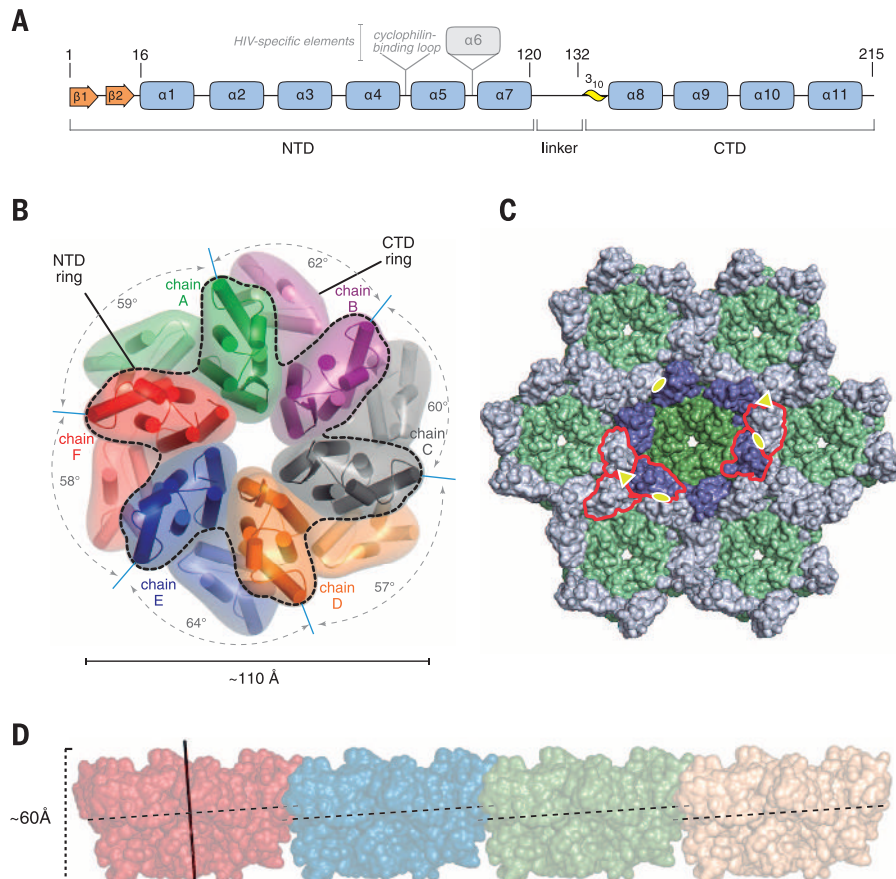 A
HIV-specific elements
cyclophilin-
binding loop
α6
1
16
120
132
215
3₁₀
β1
β2
α1
α2
α3
α4
α5
α7
α8
α9
α10
α11
NTD
linker
CTD
B
NTD
ring
CTD
ring
chain
A
chain
B
chain
C
chain
D
chain
E
chain
F
59°
62°
60°
57°
64°
58°
~110 Å
C
D
~60Å